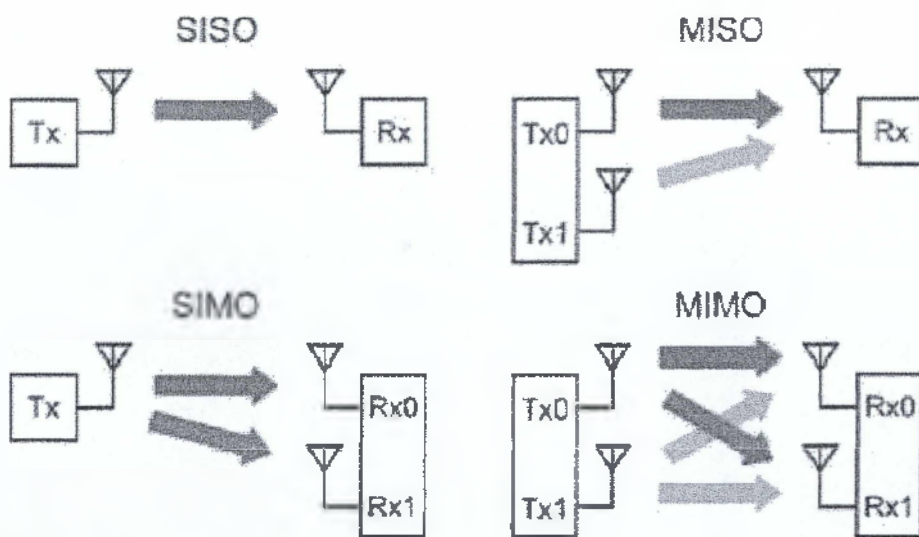 SISO
MISO
Tx
Rx
Tx0
Rx
Tx1
SIMO
MIMO
Tx
Rx0
Tx0
Rx0
Rx1
Tx1
Rx1